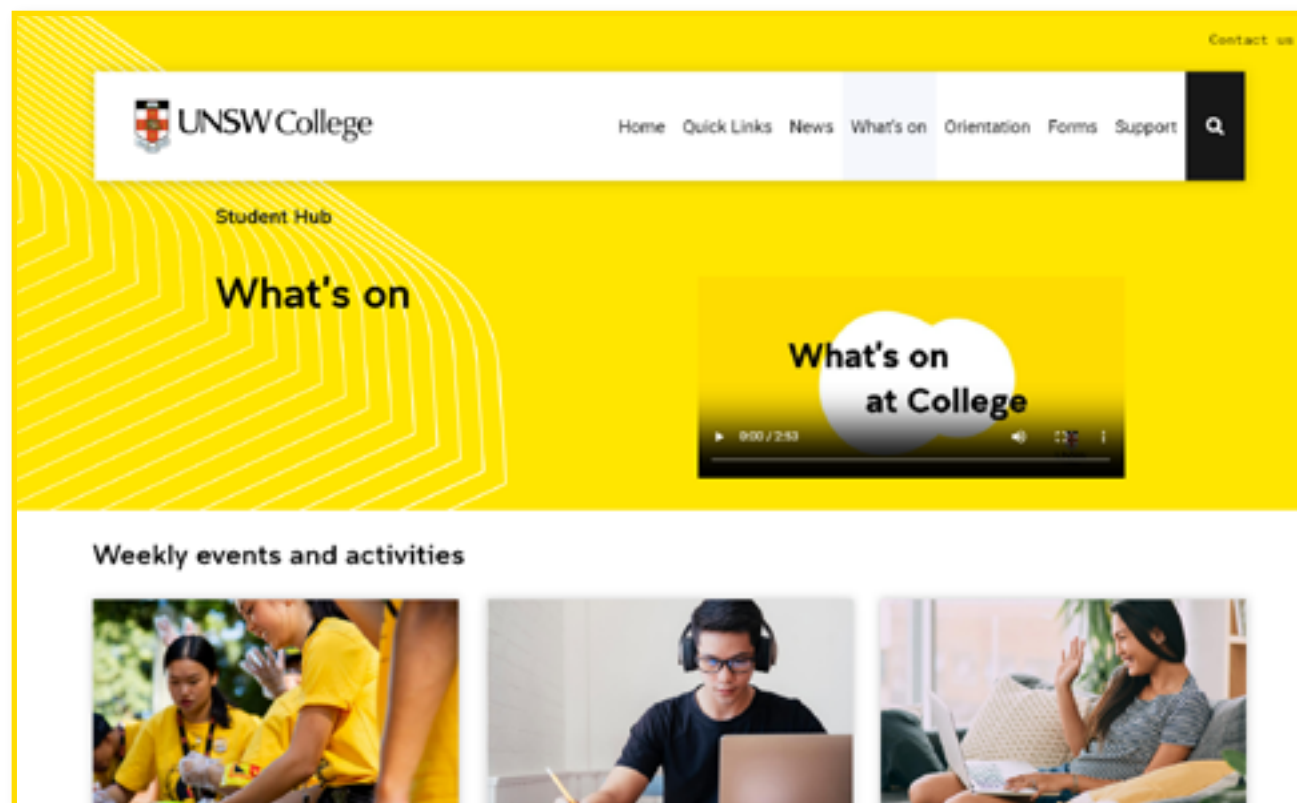 Contact us
UNSW College
Home Quick Links News What's on Orientation Forms Support
Student Hub
What's on
What's on
at College
0:00 / 2:53
Weekly events and activities